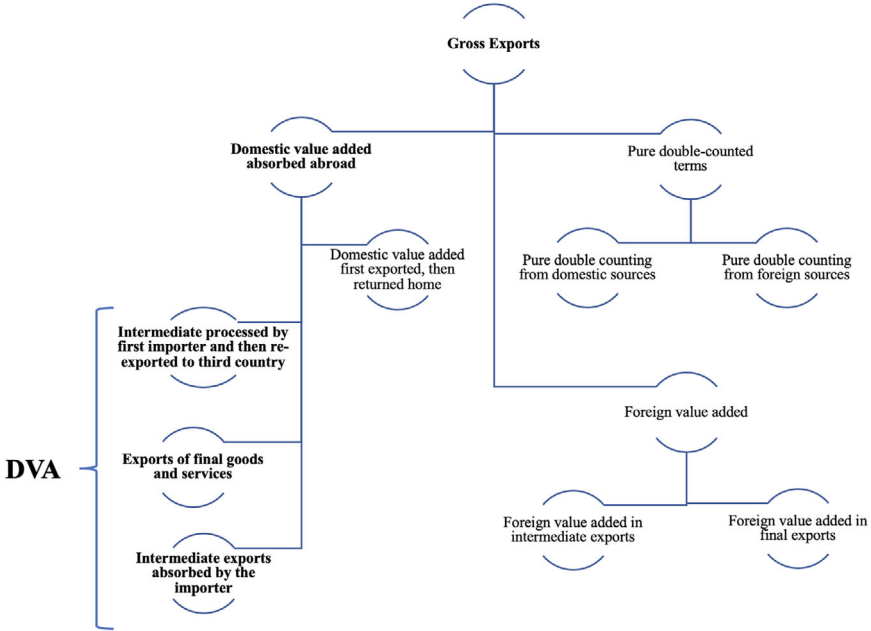 Gross Exports
Domestic value added
absorbed abroad
Pure double-counted
terms
Domestic value added
first exported, then
returned home
Pure double counting
from domestic sources
Pure double counting
from foreign sources
Intermediate processed by
first importer and then re-
exported to third country
Foreign value added
DVA
Exports of final goods
and services
Foreign value added in
intermediate exports
Foreign value added in
final exports
Intermediate exports
absorbed by the
importer